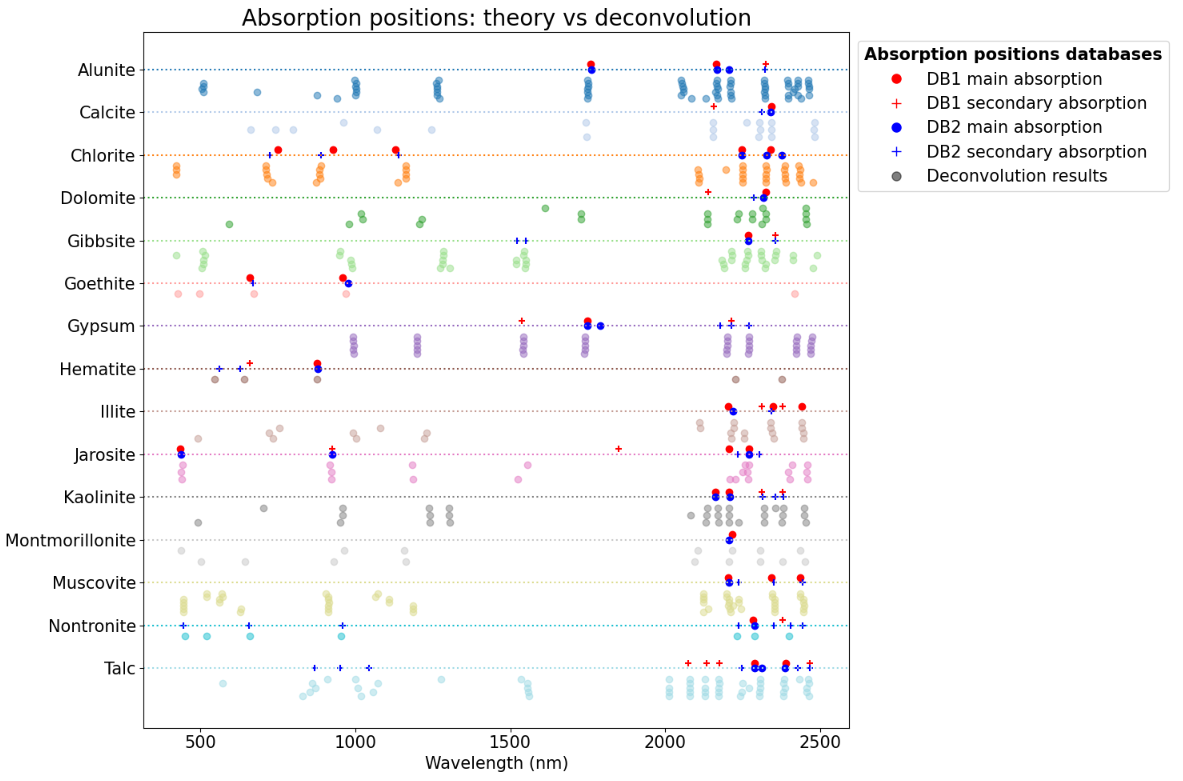 Absorption positions: theory vs deconvolution
Alunite
Calcite
Chlorite
Dolomite
Gibbsite
Goethite
Gypsum
Hematite
Illite
Jarosite
Kaolinite
Montmorillonite
Muscovite
Nontronite
Talc
500 1000 1500 2000 2500
Wavelength (nm)
Absorption positions databases
DB1 main absorption
DB1 secondary absorption
DB2 main absorption
DB2 secondary absorption
Deconvolution results